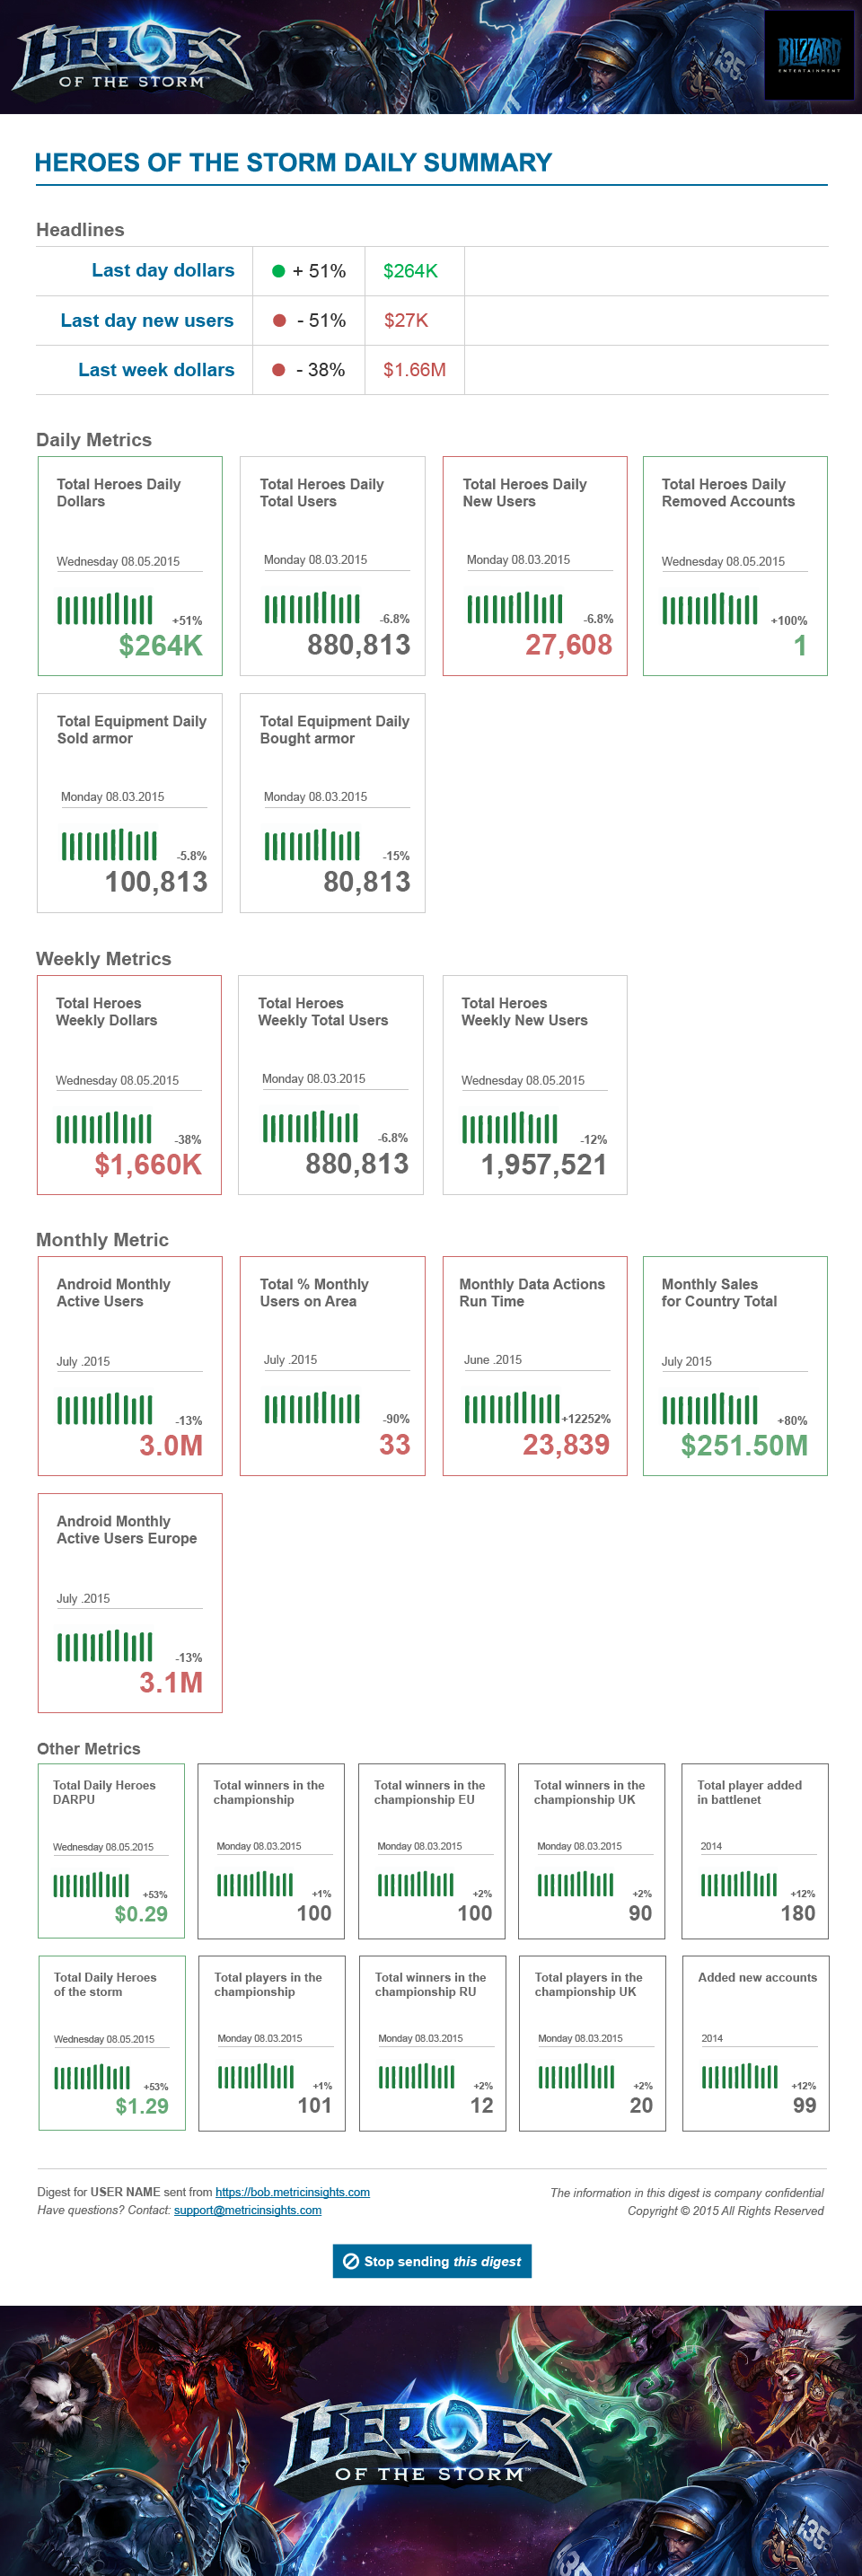 HEROES
OF THE STORM
BLIZZARD
ENTERTAINMENT
HEROES OF THE STORM DAILY SUMMARY
Headlines
Last day dollars + 51% $264K
Last day new users - 51% $27K
Last week dollars - 38% $1.66M
Daily Metrics
Total Heroes Daily
Dollars
Wednesday 08.05.2015
+51%
$264K
Total Heroes Daily
Total Users
Monday 08.03.2015
-6.8%
880,813
Total Heroes Daily
New Users
Monday 08.03.2015
-6.8%
27,608
Total Heroes Daily
Removed Accounts
Wednesday 08.05.2015
+100%
1
Total Equipment Daily
Sold armor
Monday 08.03.2015
-5.8%
100,813
Total Equipment Daily
Bought armor
Monday 08.03.2015
-15%
80,813
Weekly Metrics
Total Heroes
Weekly Dollars
Wednesday 08.05.2015
-38%
$1,660K
Total Heroes
Weekly Total Users
Monday 08.03.2015
-6.8%
880,813
Total Heroes
Weekly New Users
Wednesday 08.05.2015
-12%
1,957,521
Monthly Metric
Android Monthly
Active Users
July .2015
-13%
3.0M
Total % Monthly
Users on Area
July .2015
-90%
33
Monthly Data Actions
Run Time
June .2015
+12252%
23,839
Monthly Sales
for Country Total
July 2015
+80%
$251.50M
Android Monthly
Active Users Europe
July .2015
-13%
3.1M
Other Metrics
Total Daily Heroes
DARPU
Wednesday 08.05.2015
+53%
$0.29
Total winners in the
championship
Monday 08.03.2015
+1%
100
Total winners in the
championship EU
Monday 08.03.2015
+2%
100
Total winners in the
championship UK
Monday 08.03.2015
+2%
90
Total player added
in battlenet
2014
+12%
180
Total Daily Heroes
of the storm
Wednesday 08.05.2015
+53%
$1.29
Total players in the
championship
Monday 08.03.2015
+1%
101
Total winners in the
championship RU
Monday 08.03.2015
+2%
12
Total players in the
championship UK
Monday 08.03.2015
+2%
20
Added new accounts
2014
+12%
99
Digest for USER NAME sent from https://bob.metricinsights.com
Have questions? Contact: support@metricinsights.com
The information in this digest is company confidential
Copyright © 2015 All Rights Reserved
Stop sending this digest
HEROES
OF THE STORM™